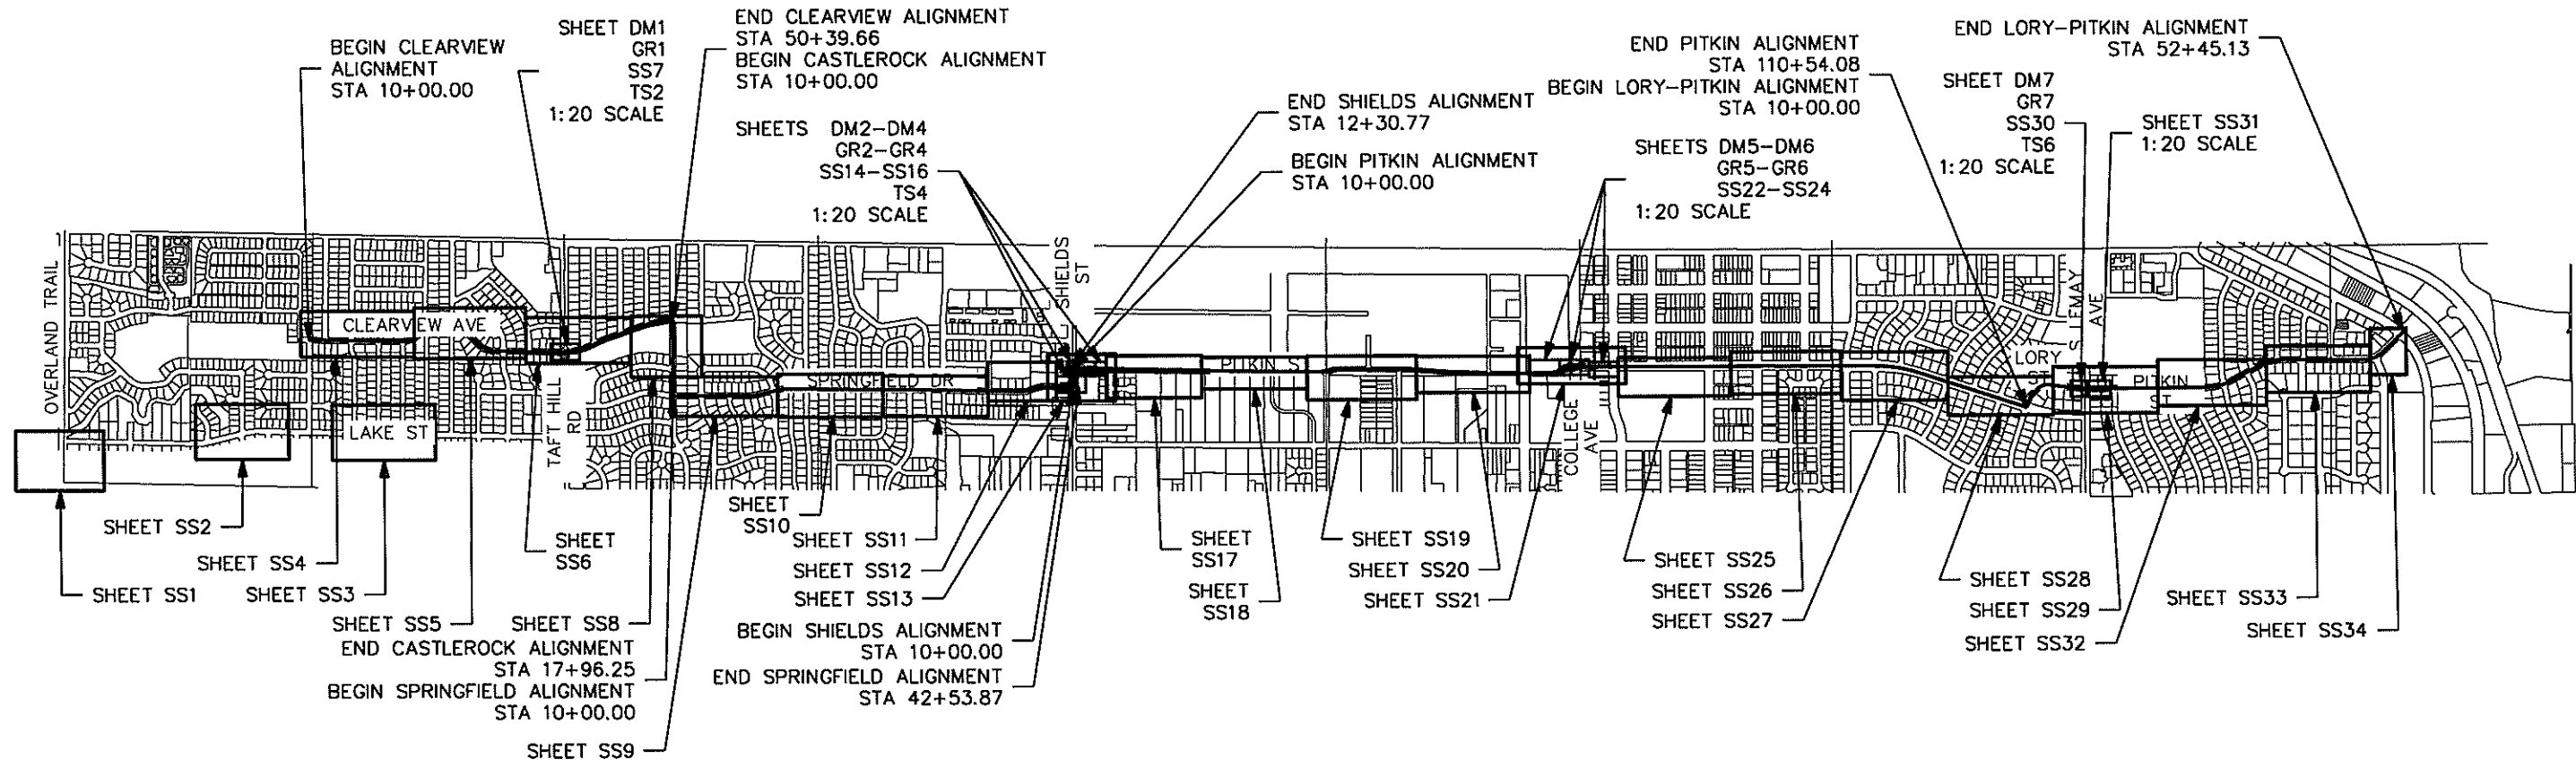 BEGIN CLEARVIEW
ALIGNMENT
STA 10+00.00
SHEET DM1
GR1
SS7
TS2
1:20 SCALE
END CLEARVIEW ALIGNMENT
STA 50+39.66
BEGIN CASTLEROCK ALIGNMENT
STA 10+00.00
SHEETS DM2-DM4
GR2-GR4
SS14-SS16
TS4
1:20 SCALE
END SHIELDS ALIGNMENT
STA 12+30.77
BEGIN PITKIN ALIGNMENT
STA 10+00.00
END PITKIN ALIGNMENT
STA 110+54.08
BEGIN LORY-PITKIN ALIGNMENT
STA 10+00.00
SHEETS DM5-DM6
GR5-GR6
SS22-SS24
1:20 SCALE
END LORY-PITKIN ALIGNMENT
STA 52+45.13
SHEET DM7
GR7
SS30
TS6
1:20 SCALE
SHEET SS31
1:20 SCALE
OVERLAND TRAIL
CLEARVIEW AVE
LAKE ST
TAFT HILL
RD
SPRINGFIELD DR
SHIELDS
ST
PITKIN S
COLLEGE
AVE
LORY
ST
LEMAY
AVE
PITKIN
ST
SHEET SS1
SHEET SS2
SHEET SS4
SHEET SS3
SHEET SS5
SHEET
SS6
SHEET SS8
END CASTLEROCK ALIGNMENT
STA 17+96.25
BEGIN SPRINGFIELD ALIGNMENT
STA 10+00.00
SHEET SS9
SHEET
SS10
SHEET SS11
SHEET SS12
SHEET SS13
BEGIN SHIELDS ALIGNMENT
STA 10+00.00
END SPRINGFIELD ALIGNMENT
STA 42+53.87
SHEET
SS17
SHEET
SS18
SHEET SS19
SHEET SS20
SHEET SS21
SHEET SS25
SHEET SS26
SHEET SS27
SHEET SS28
SHEET SS29
SHEET SS32
SHEET SS33
SHEET SS34